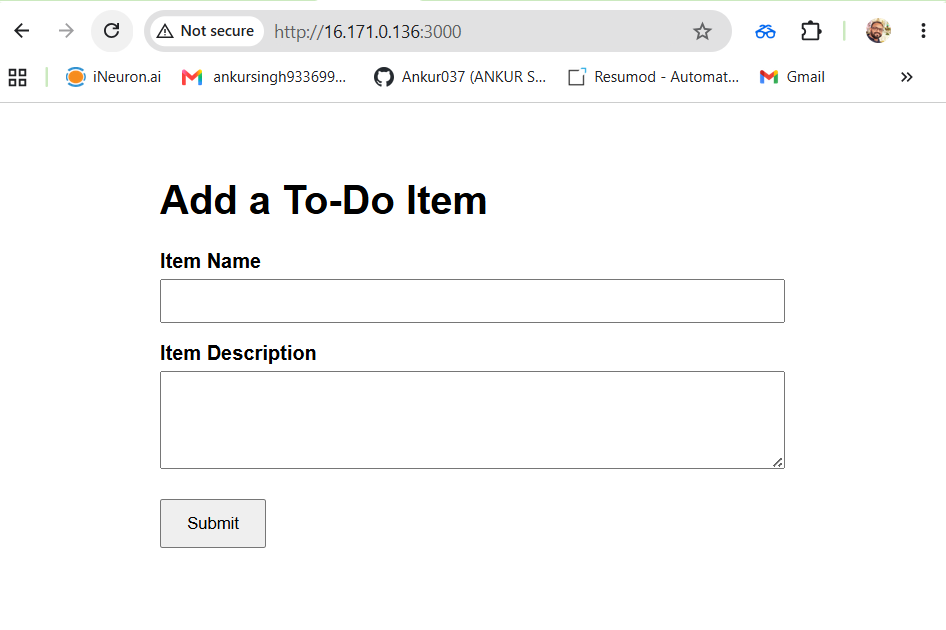 Not secure http://16.171.0.136:3000
iNeuron.ai ankursingh933699... Ankur037 (ANKUR S... Resumod - Automat... Gmail
Add a To-Do Item
Item Name
Item Description
Submit